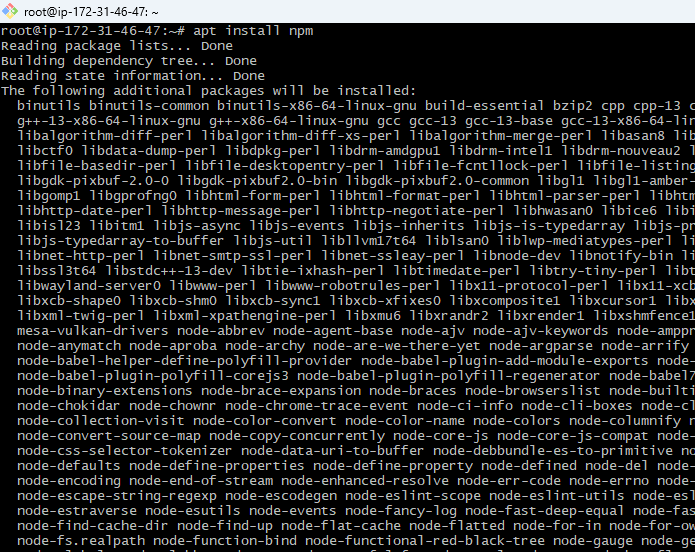 root@ip-172-31-46-47: ~
root@ip-172-31-46-47:~# apt install npm
Reading package lists... Done
Building dependency tree... Done
Reading state information... Done
The following additional packages will be installed:
binutils binutils-common binutils-x86-64-linux-gnu build-essential bzip2 cpp cpp-13 c
g++-13-x86-64-linux-gnu g++-x86-64-linux-gnu gcc gcc-13 gcc-13-base gcc-13-x86-64-lin
libalgorithm-diff-perl libalgorithm-diff-xs-perl libalgorithm-merge-perl libasan8 li
libctf0 libdata-dump-perl libdpkg-perl libdrm-amdgpu1 libdrm-intel1 libdrm-nouveau2 l
libfile-basedir-perl libfile-desktopentry-perl libfile-fcntllock-perl libfile-listing
libgdk-pixbuf-2.0-0 libgdk-pixbuf2.0-bin libgdk-pixbuf2.0-common libgl1 libgl1-amber-
libgomp1 libgprofng0 libhtml-form-perl libhtml-format-perl libhtml-parser-perl libhtm
libhttp-date-perl libhttp-message-perl libhttp-negotiate-perl libhwasan0 libice6 libi
libisl23 libitm1 libjs-async libjs-events libjs-inherits libjs-is-typedarray libjs-pr
libjs-typedarray-to-buffer libjs-util libllvm17t64 liblsan0 liblwp-mediatypes-perl li
libnet-http-perl libnet-smtp-ssl-perl libnet-ssleay-perl libnode-dev libnotify-bin li
libssl3t64 libstdc++-13-dev libtie-ixhash-perl libtimedate-perl libtry-tiny-perl libt
libwayland-server0 libwww-perl libwww-robotrules-perl libx11-protocol-perl libx11-xcb
libxcb-shape0 libxcb-shm0 libxcb-sync1 libxcb-xfixes0 libxcomposite1 libxcursor1 libx
libxml-twig-perl libxml-xpathengine-perl libxmu6 libxrandr2 libxrender1 libxshmfence1
mesa-vulkan-drivers node-abbrev node-agent-base node-ajv node-ajv-keywords node-amppr
node-anymatch node-aproba node-archy node-are-we-there-yet node-argparse node-arrify
node-babel-helper-define-polyfill-provider node-babel-plugin-add-module-exports node-
node-babel-plugin-polyfill-corejs3 node-babel-plugin-polyfill-regenerator node-babel7
node-binary-extensions node-brace-expansion node-braces node-browserslist node-builti
node-chokidar node-chownr node-chrome-trace-event node-ci-info node-cli-boxes node-cl
node-collection-visit node-color-convert node-color-name node-colors node-columnify n
node-convert-source-map node-copy-concurrently node-core-js node-core-js-compat node-
node-css-selector-tokenizer node-data-uri-to-buffer node-debbundle-es-to-primitive no
node-defaults node-define-properties node-define-property node-defined node-del node-
node-encoding node-end-of-stream node-enhanced-resolve node-err-code node-errno node-
node-escape-string-regexp node-escodegen node-eslint-scope node-eslint-utils node-esl
node-estraverse node-esutils node-events node-fancy-log node-fast-deep-equal node-fas
node-find-cache-dir node-find-up node-flat-cache node-flatted node-for-in node-for-ow
node-fs.realpath node-function-bind node-functional-red-black-tree node-gauge node-ge